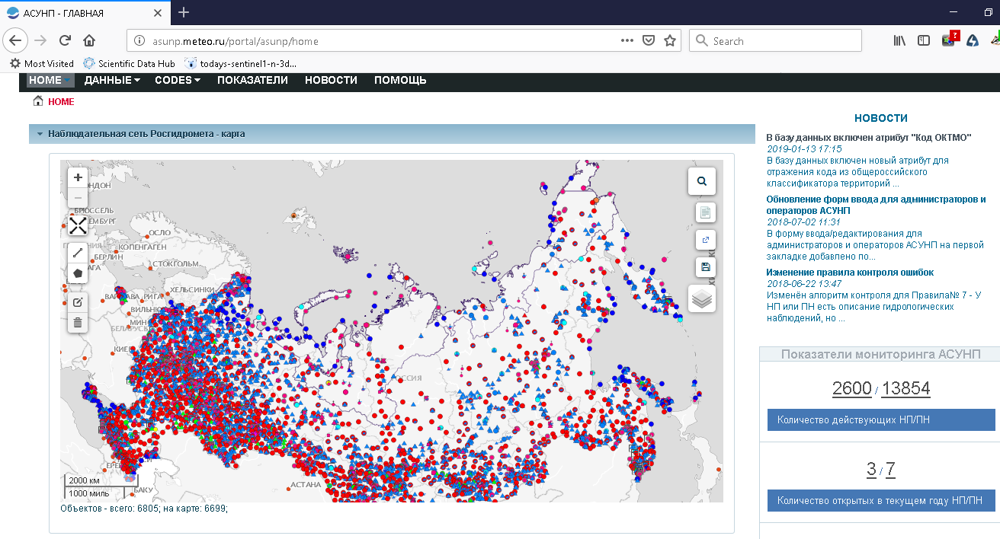 АСУНП - ГЛАВНАЯ
asunp.meteo.ru/portal/asunp/home
Search
Most Visited
Scientific Data Hub
todays-sentinel1-n-3d...
HOME
ДАННЫЕ
CODES
ПОКАЗАТЕЛИ
НОВОСТИ
ПОМОЩЬ
HOME
Наблюдательная сеть Росгидромета - карта
БРЮССЕЛЬ
ОСЛО
КОПЕНГАГЕН
БЕРЛИН
СТОКГОЛЬМ
ХЕЛЬСИНКИ
РИГА
АСТАНА
БАКУ
2000 км
1000 миль
Объектов - всего: 6805; на карте: 6699;
НОВОСТИ
В базу данных включен атрибут "Код ОКТМО"
2019-01-13 17:15
В базу данных включен новый атрибут для
отражения кода из общероссийского
классификатора территорий ...
Обновление форм ввода для администраторов и
операторов АСУНП
2018-07-02 11:31
В форму ввода/редактирования для
администраторов и операторов АСУНП на первой
закладке добавлено по...
Изменение правила контроля ошибок
2018-06-22 13:47
Изменён алгоритм контроля для Правила№ 7 - У
НП или ПН есть описание гидрологических
наблюдений, но ...
Показатели мониторинга АСУНП
2600 / 13854
Количество действующих НП/ПН
3 / 7
Количество открытых в текущем году НП/ПН